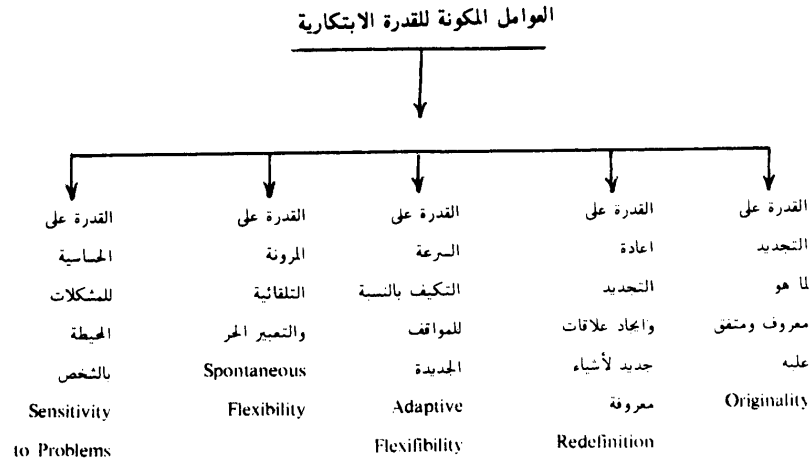 العوامل المكونة للقدرة الابتكارية
القدرة على
التجديد
لما هو
معروف ومتفق
عليه
Originality
القدرة على
اعادة
التجديد
وايجاد علاقات
جديد لأشياء
معروفة
Redefinition
القدرة على
السرعة
التكيف بالنسبة
للمواقف
الجديدة
Adaptive
Flexifibility
القدرة على
المرونة
التلقائية
والتعبير الحر
Spontaneous
Flexibility
القدرة على
الحساسية
للمشكلات
المحيطة
بالشخص
Sensitivity
to Problems